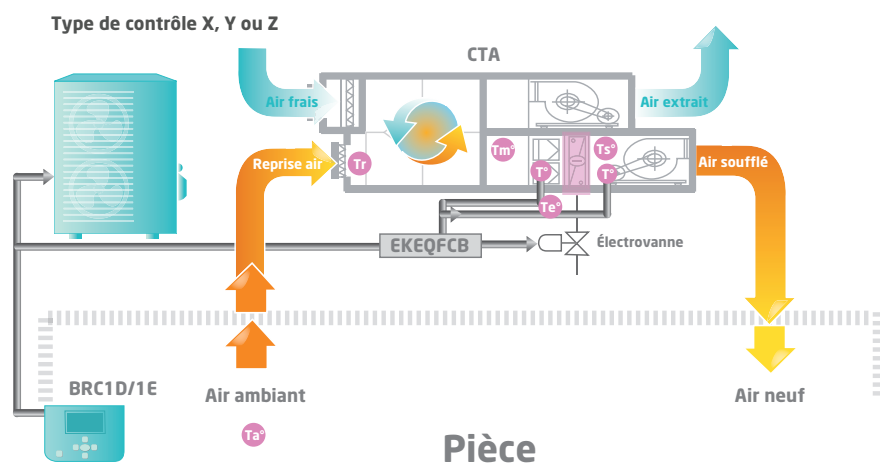 Type de contrôle X, Y ou Z
CTA
Air frais
Air extrait
Reprise air
Tr
Tm°
Ts°
T°
T°
Air soufflé
Te°
EKEQFCB
Électrovanne
BRC1D/1E
Air ambiant
Air neuf
Ta°
Pièce